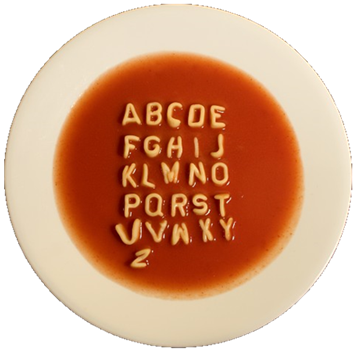 ABCDE
FGHIJ
KLMNO
PQRST
UVWXY
Z